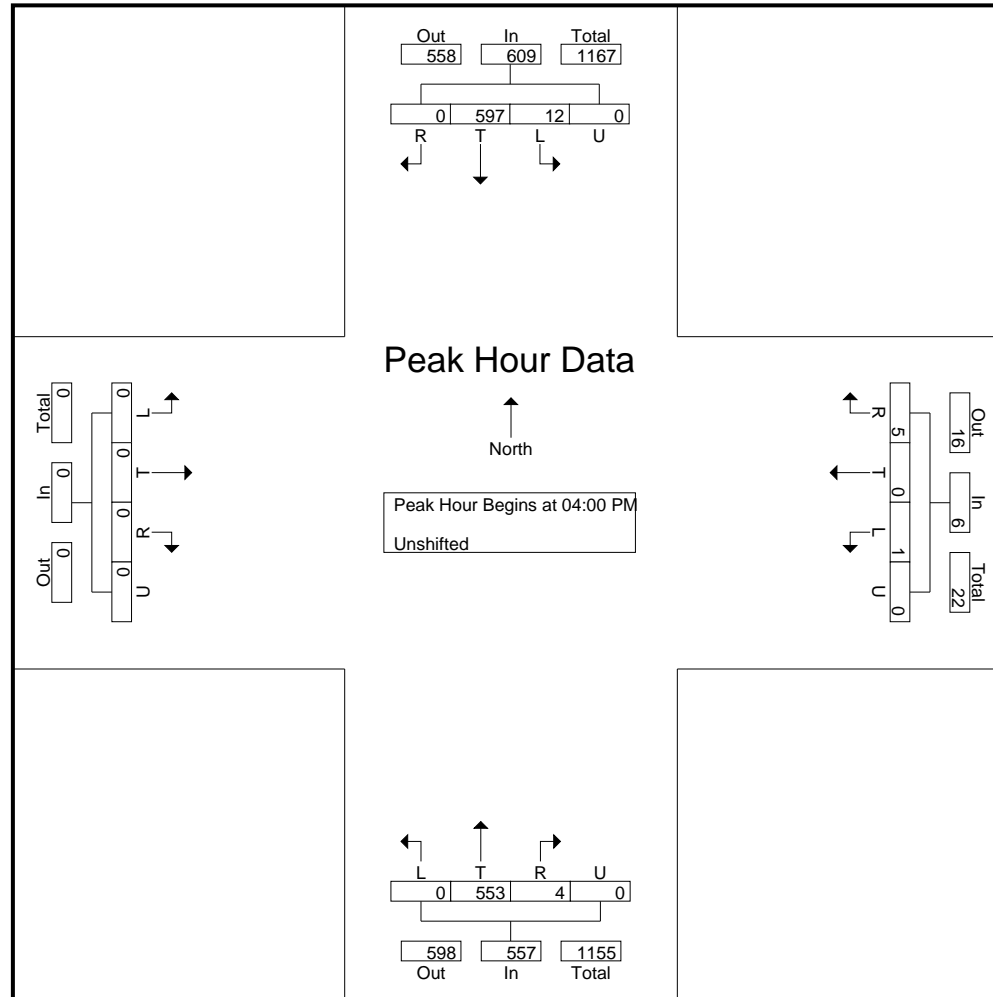 Out In Total
558 609 1167
0 597 12 0
R T L U
Peak Hour Data
North
Peak Hour Begins at 04:00 PM
Unshifted
Total 0
In 0
Out 0
0 0 0 0
L T R U
R T L U
5 0 1 0
Out 16
In 6
Total 22
L T R U
0 553 4 0
598 557 1155
Out In Total